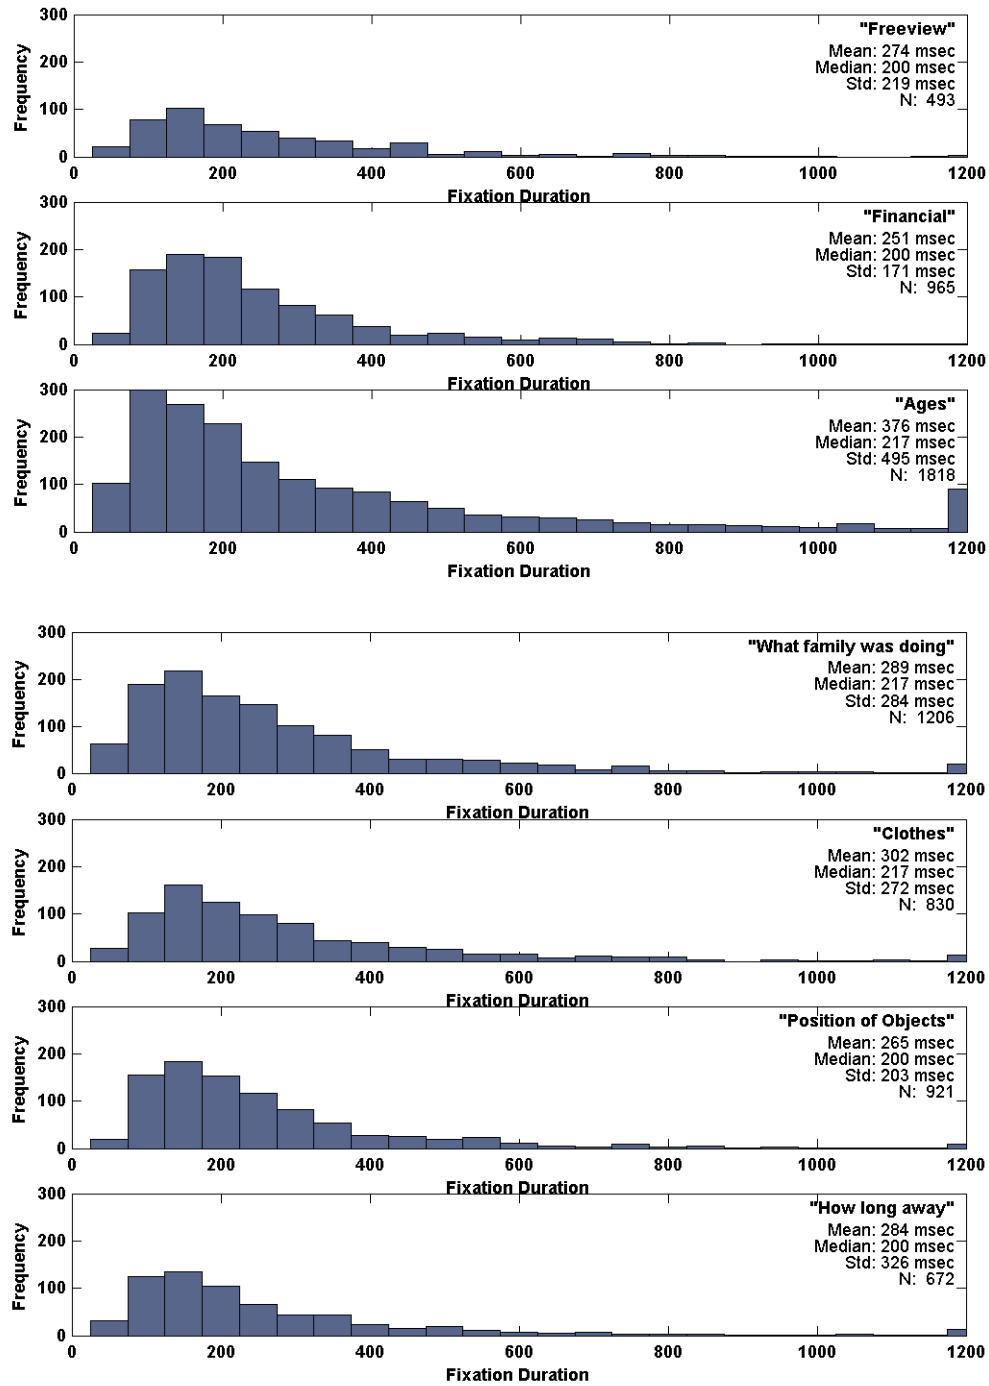 300
200
100
0
Frequency
"Freeview"
Mean: 274 msec
Median: 200 msec
Std: 219 msec
N: 493
0 200 400 600 800 1000 1200
Fixation Duration
300
200
100
0
Frequency
"Financial"
Mean: 251 msec
Median: 200 msec
Std: 171 msec
N: 965
0 200 400 600 800 1000 1200
Fixation Duration
300
200
100
0
Frequency
"Ages"
Mean: 376 msec
Median: 217 msec
Std: 495 msec
N: 1818
0 200 400 600 800 1000 1200
Fixation Duration
300
200
100
0
Frequency
"What family was doing"
Mean: 289 msec
Median: 217 msec
Std: 284 msec
N: 1206
0 200 400 600 800 1000 1200
Fixation Duration
300
200
100
0
Frequency
"Clothes"
Mean: 302 msec
Median: 217 msec
Std: 272 msec
N: 830
0 200 400 600 800 1000 1200
Fixation Duration
300
200
100
0
Frequency
"Position of Objects"
Mean: 265 msec
Median: 200 msec
Std: 203 msec
N: 921
0 200 400 600 800 1000 1200
Fixation Duration
300
200
100
0
Frequency
"How long away"
Mean: 284 msec
Median: 200 msec
Std: 326 msec
N: 672
0 200 400 600 800 1000 1200
Fixation Duration